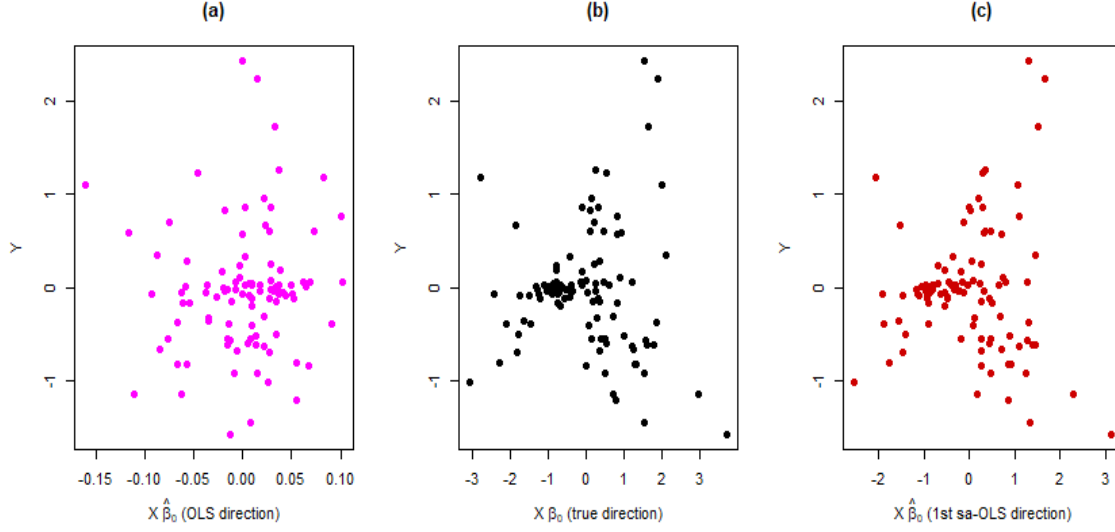 (a)
(b)
(c)
Y
2
1
0
-1
-0.15 -0.10 -0.05 0.00 0.05 0.10
X β̂₀ (OLS direction)
Y
2
1
0
-1
-3 -2 -1 0 1 2 3
X β₀ (true direction)
Y
2
1
0
-1
-2 -1 0 1 2 3
X β̂₀ (1st sa-OLS direction)